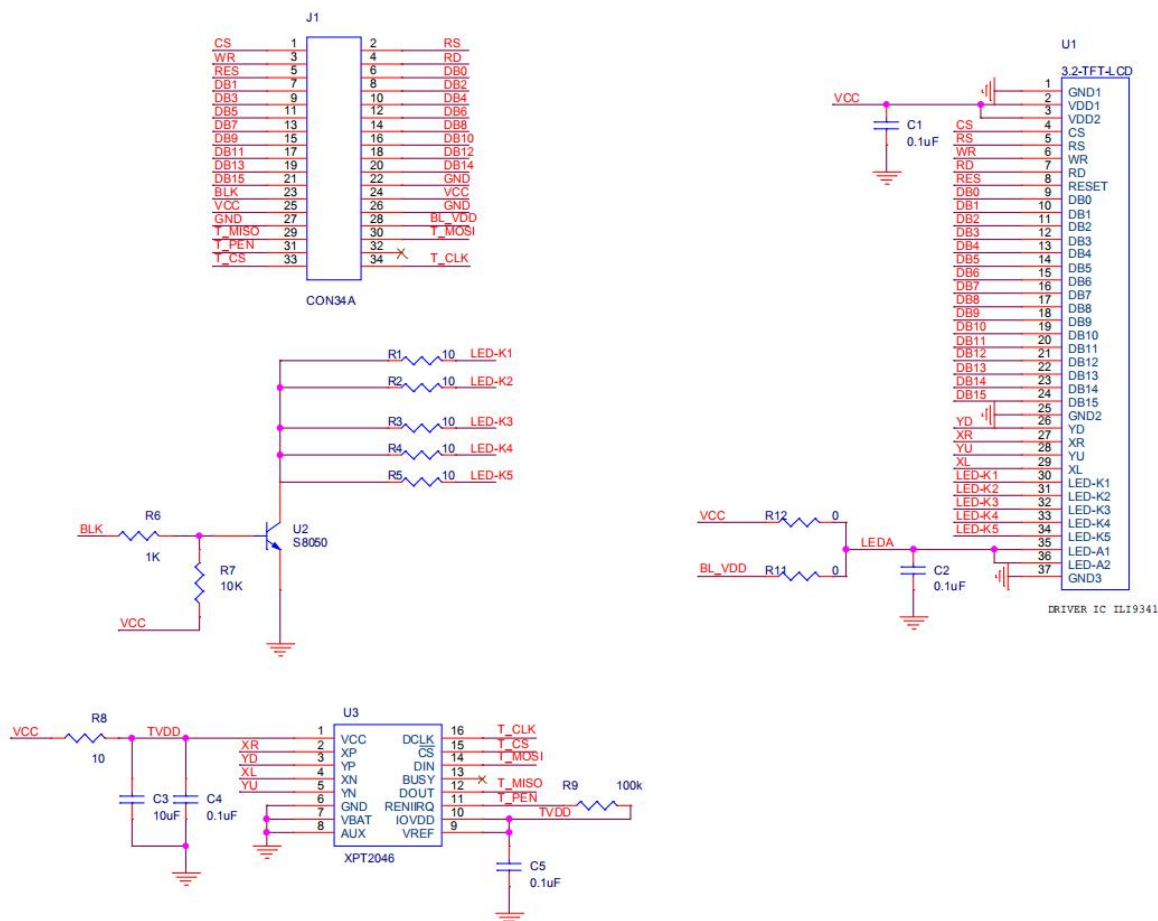 J1
CS 1 2 RS
WR 3 4 RD
RES 5 6 DB0
DB1 7 8 DB2
DB3 9 10 DB4
DB5 11 12 DB6
DB7 13 14 DB8
DB9 15 16 DB10
DB11 17 18 DB12
DB13 19 20 DB14
DB15 21 22 GND
BLK 23 24 VCC
VCC 25 26 GND
GND 27 28 BL_VDD
T_MISO 29 30 T_MOSI
T_PEN 31 32
T_CS 33 34 T_CLK
CON34A
U1
3.2-TFT-LCD
1 GND1
VCC 2 VDD1
3 VDD2
C1
0.1uF
CS 4 CS
RS 5 RS
WR 6 WR
RD 7 RD
RES 8 RESET
DB0 9 DB0
DB1 10 DB1
DB2 11 DB2
DB3 12 DB3
DB4 13 DB4
DB5 14 DB5
DB6 15 DB6
DB7 16 DB7
DB8 17 DB8
DB9 18 DB9
DB10 19 DB10
DB11 20 DB11
DB12 21 DB12
DB13 22 DB13
DB14 23 DB14
DB15 24 DB15
25 GND2
YD 26 YD
XR 27 XR
YU 28 YU
XL 29 XL
LED-K1 30 LED-K1
LED-K2 31 LED-K2
LED-K3 32 LED-K3
LED-K4 33 LED-K4
LED-K5 34 LED-K5
35 LED-A1
36 LED-A2
37 GND3
DRIVER IC ILI9341
VCC R12 0
LEDA
BL_VDD R11 0
C2
0.1uF
R1 10 LED-K1
R2 10 LED-K2
R3 10 LED-K3
R4 10 LED-K4
R5 10 LED-K5
R6
BLK
1K
U2
S8050
R7
10K
VCC
R8
VCC TVDD
10
C3
10uF
C4
0.1uF
U3
1 VCC DCLK 16 T_CLK
XR 2 XP CS 15 T_CS
YD 3 YP DIN 14 T_MOSI
XL 4 XN BUSY 13
YU 5 YN DOUT 12 T_MISO
6 GND RENIIRQ 11 T_PEN R9 100k
7 VBAT IOVDD 10 TVDD
8 AUX VREF 9
XPT2046
C5
0.1uF